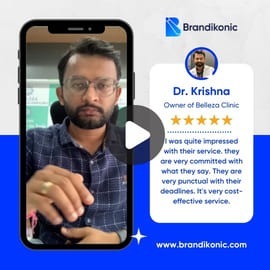 Brandikonic
Dr. Krishna
Owner of Belleza Clinic
I was quite impressed
with their service. they
are very committed with
what they say. They are
very punctual with their
deadlines. It's very cost-
effective service.
www.brandikonic.com